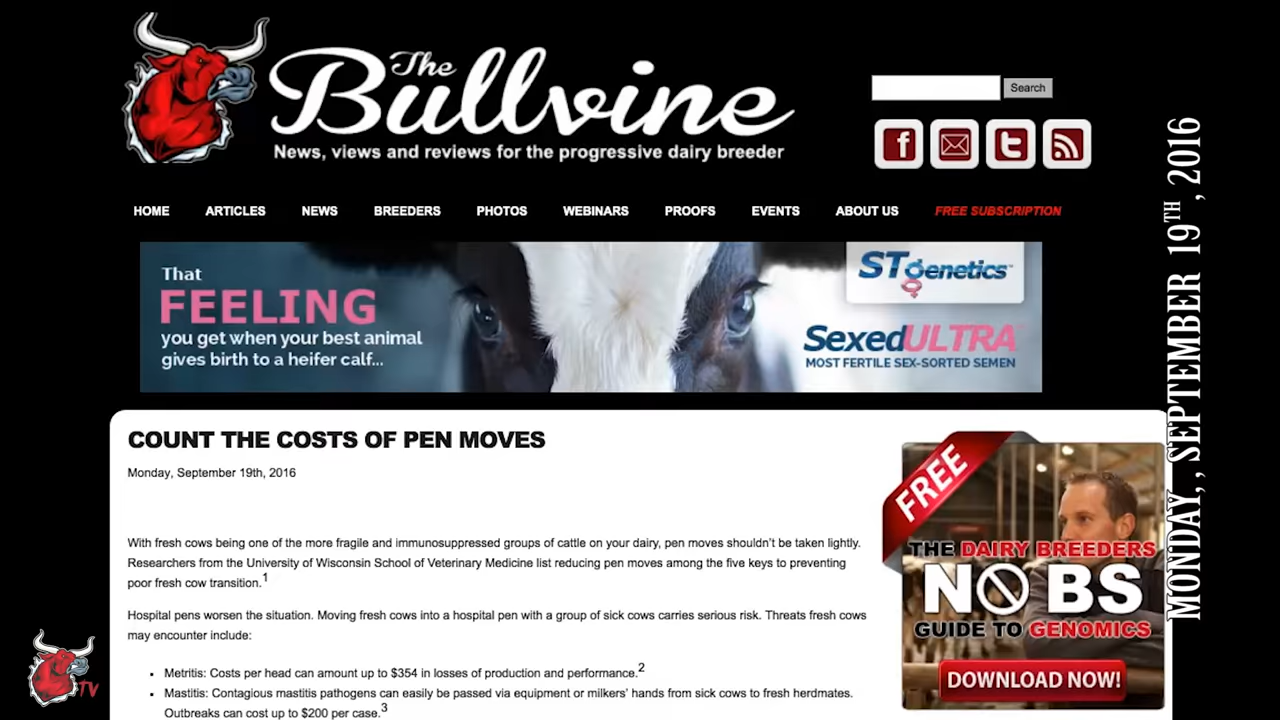 The
Bullvine
News, views and reviews for the progressive dairy breeder
Search
f
t
HOME ARTICLES NEWS BREEDERS PHOTOS WEBINARS PROOFS EVENTS ABOUT US FREE SUBSCRIPTION
That
FEELING
you get when your best animal
gives birth to a heifer calf...
STgenetics™
SexedULTRA™
MOST FERTILE SEX-SORTED SEMEN
COUNT THE COSTS OF PEN MOVES
Monday, September 19th, 2016
With fresh cows being one of the more fragile and immunosuppressed groups of cattle on your dairy, pen moves shouldn't be taken lightly.
Researchers from the University of Wisconsin School of Veterinary Medicine list reducing pen moves among the five keys to preventing
poor fresh cow transition.1
Hospital pens worsen the situation. Moving fresh cows into a hospital pen with a group of sick cows carries serious risk. Threats fresh cows
may encounter include:
▪ Metritis: Costs per head can amount up to $354 in losses of production and performance.2
▪ Mastitis: Contagious mastitis pathogens can easily be passed via equipment or milkers' hands from sick cows to fresh herdmates.
Outbreaks can cost up to $200 per case.3
FREE
THE DAIRY BREEDERS
NO BS
GUIDE TO GENOMICS
DOWNLOAD NOW!
MONDAY, , SEPTEMBER 19TH , 2016
TV